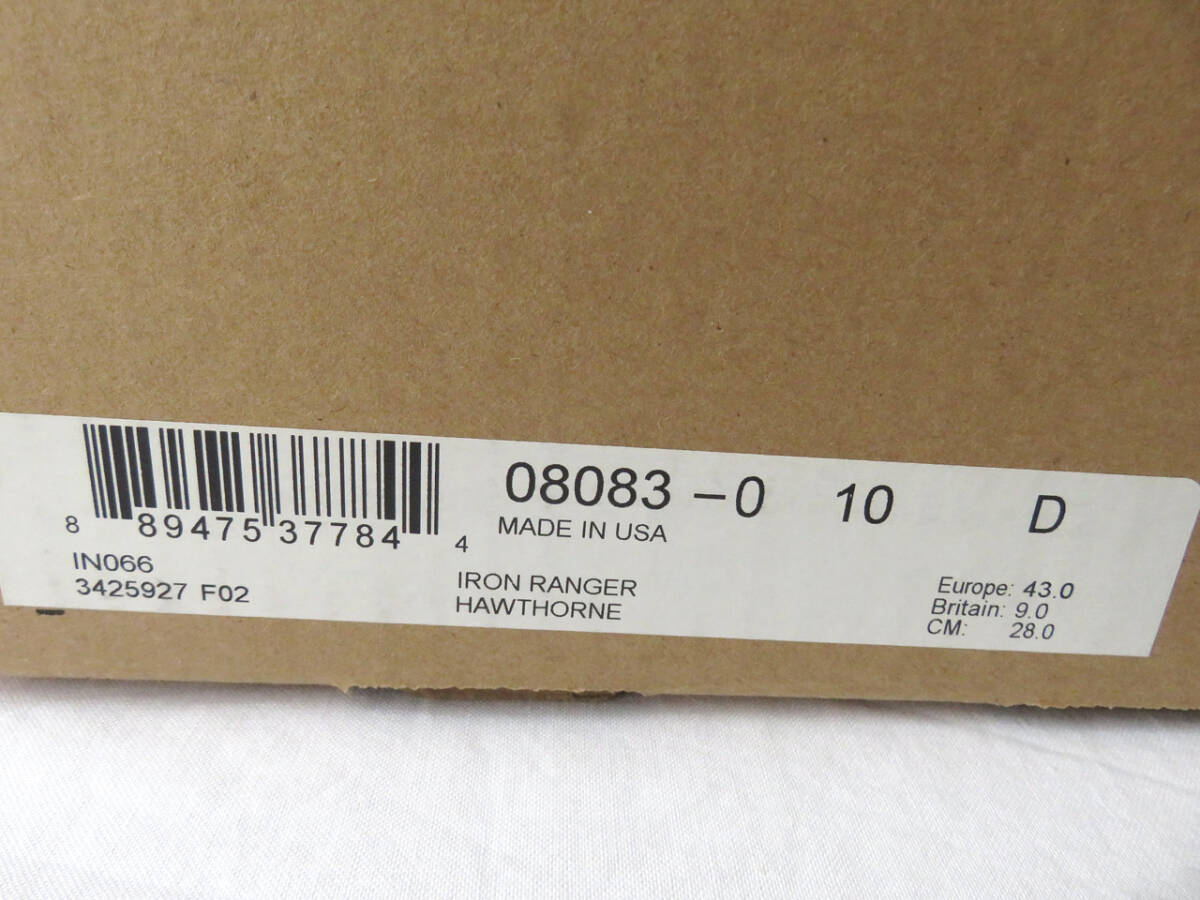 08083 -0 10 D
MADE IN USA
8 89475 37784 4
IN066
3425927 F02
IRON RANGER
HAWTHORNE
Europe: 43.0
Britain: 9.0
CM: 28.0